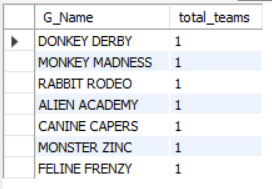 G_Name total_teams
DONKEY DERBY 1
MONKEY MADNESS 1
RABBIT RODEO 1
ALIEN ACADEMY 1
CANINE CAPERS 1
MONSTER ZINC 1
FELINE FRENZY 1